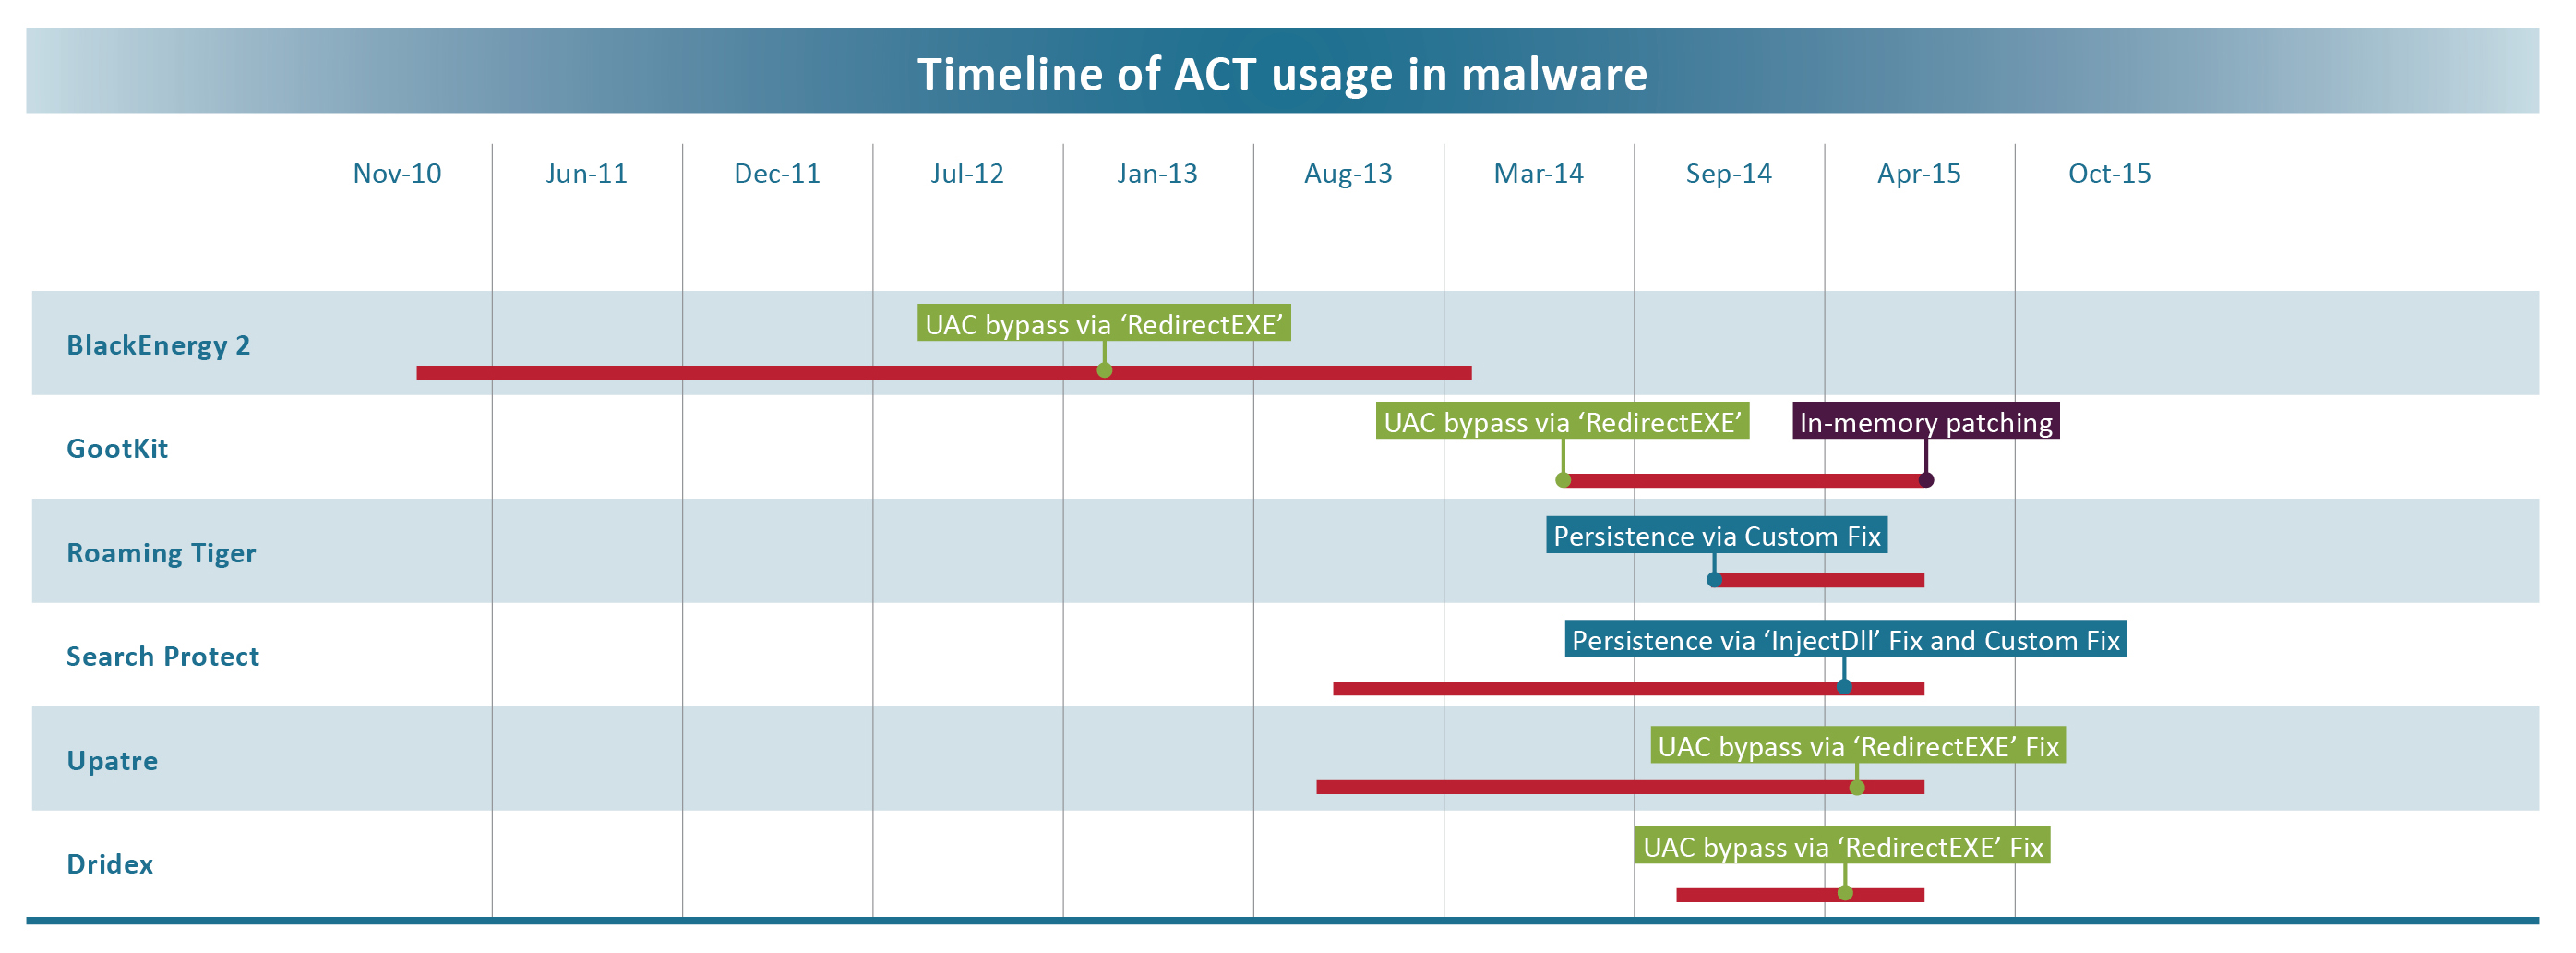 Timeline of ACT usage in malware
Nov-10 Jun-11 Dec-11 Jul-12 Jan-13 Aug-13 Mar-14 Sep-14 Apr-15 Oct-15
BlackEnergy 2
UAC bypass via ‘RedirectEXE’
GootKit
UAC bypass via ‘RedirectEXE’
In-memory patching
Roaming Tiger
Persistence via Custom Fix
Search Protect
Persistence via ‘InjectDll’ Fix and Custom Fix
Upatre
UAC bypass via ‘RedirectEXE’ Fix
Dridex
UAC bypass via ‘RedirectEXE’ Fix